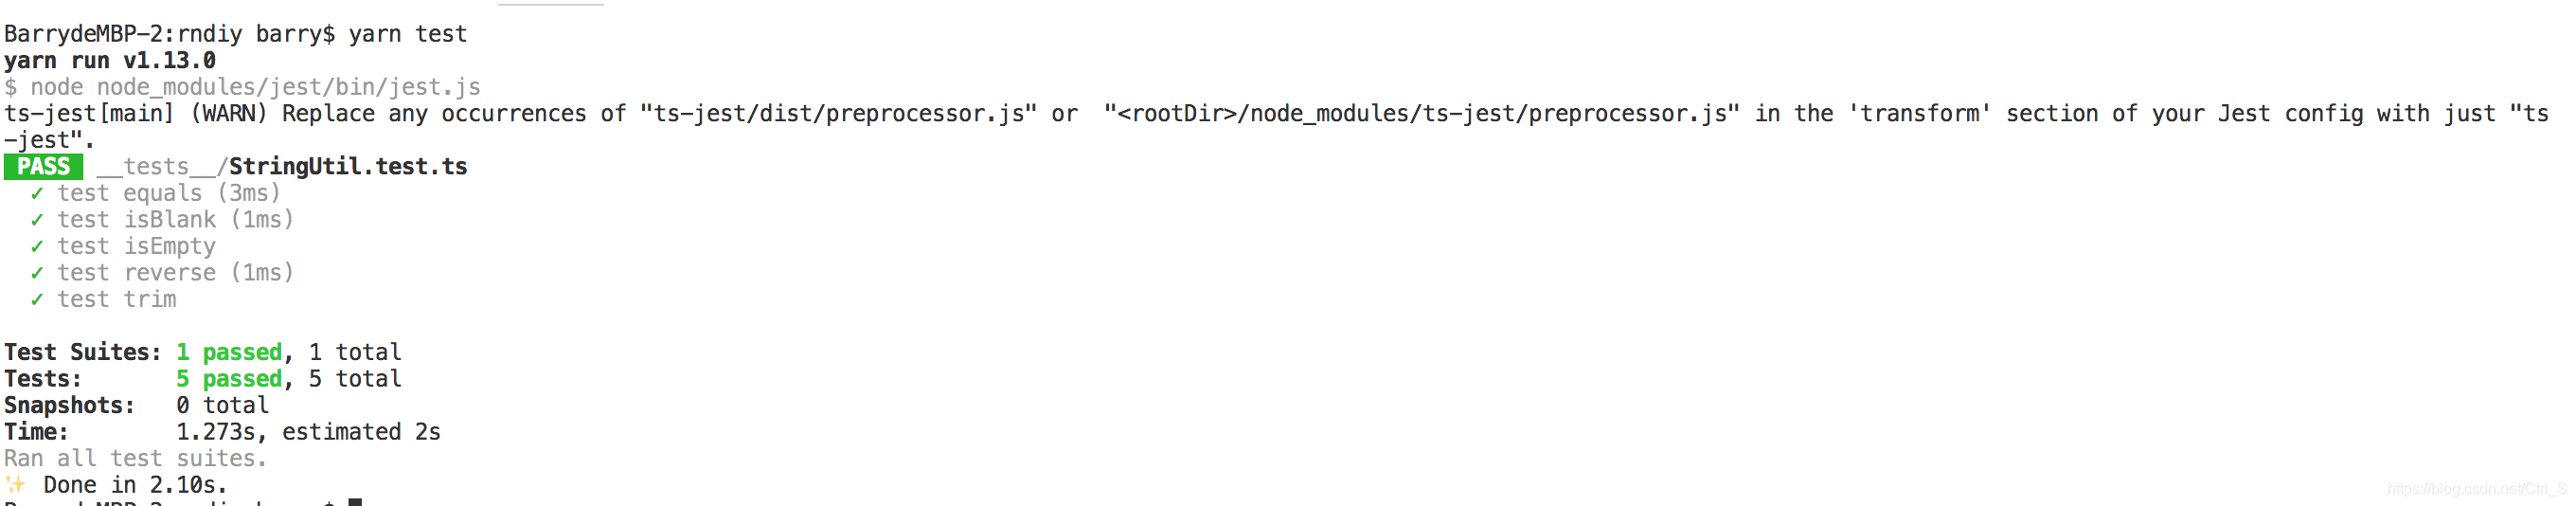 BarrydeMBP-2:rndiy barry$ yarn test
yarn run v1.13.0
$ node node_modules/jest/bin/jest.js
ts-jest[main] (WARN) Replace any occurrences of "ts-jest/dist/preprocessor.js" or  "<rootDir>/node_modules/ts-jest/preprocessor.js" in the 'transform' section of your Jest config with just "ts
-jest".
PASS __tests__/StringUtil.test.ts
✓ test equals (3ms)
✓ test isBlank (1ms)
✓ test isEmpty
✓ test reverse (1ms)
✓ test trim
Test Suites: 1 passed, 1 total
Tests: 5 passed, 5 total
Snapshots: 0 total
Time: 1.273s, estimated 2s
Ran all test suites.
✨ Done in 2.10s.
BarrydeMBP-2:rndiy barry$
https://blog.csdn.net/Ctrl_S